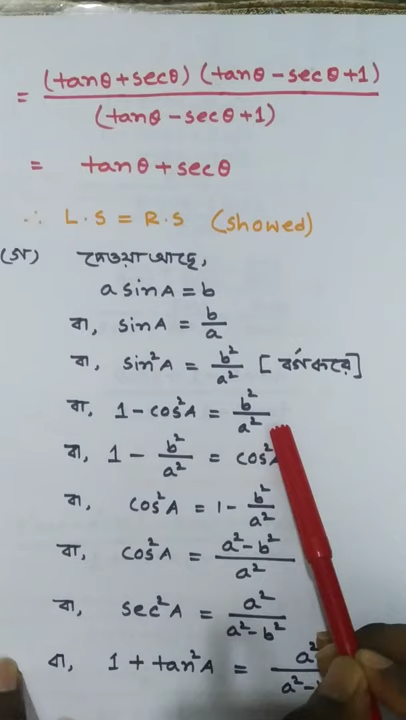 = (tanθ+secθ) (tanθ-secθ+1) / (tanθ-secθ+1)
= tanθ+secθ
∴ L.S = R.S (showed)
দেওয়া আছে,
a sinA = b
বা, sinA = b/a
বা, sin²A = b²/a² [বর্গ করে]
বা, 1-cos²A = b²/a²
বা, 1 - b²/a² = cos²A
বা, cos²A = 1 - b²/a²
বা, cos²A = a²-b² / a²
বা, sec²A = a² / a²-b²
বা, 1 + tan²A =